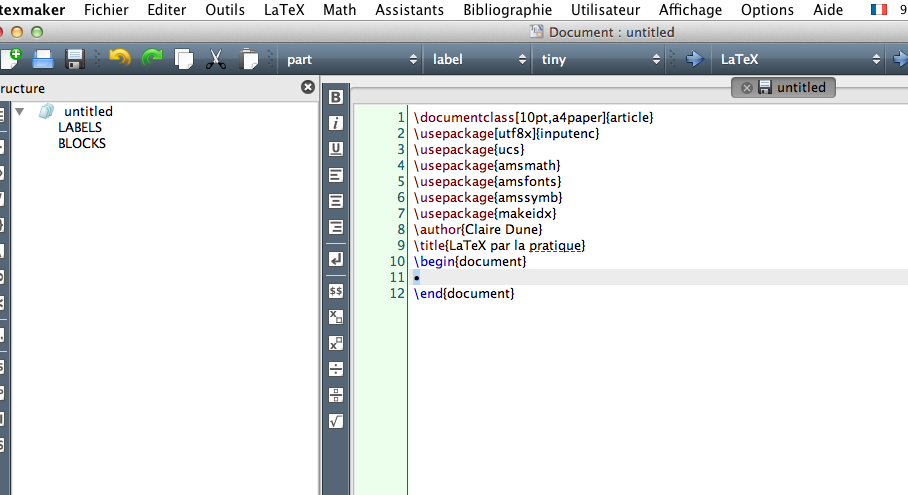 texmaker Fichier Editer Outils LaTeX Math Assistants Bibliographie Utilisateur Affichage Options Aide 9
Document : untitled
part label tiny LaTeX
ructure
untitled
untitled
LABELS
BLOCKS
B
i
U
$$
1 \documentclass[10pt,a4paper]{article}
2 \usepackage[utf8x]{inputenc}
3 \usepackage{ucs}
4 \usepackage{amsmath}
5 \usepackage{amsfonts}
6 \usepackage{amssymb}
7 \usepackage{makeidx}
8 \author{Claire Dune}
9 \title{LaTeX par la pratique}
10 \begin{document}
11 •
12 \end{document}